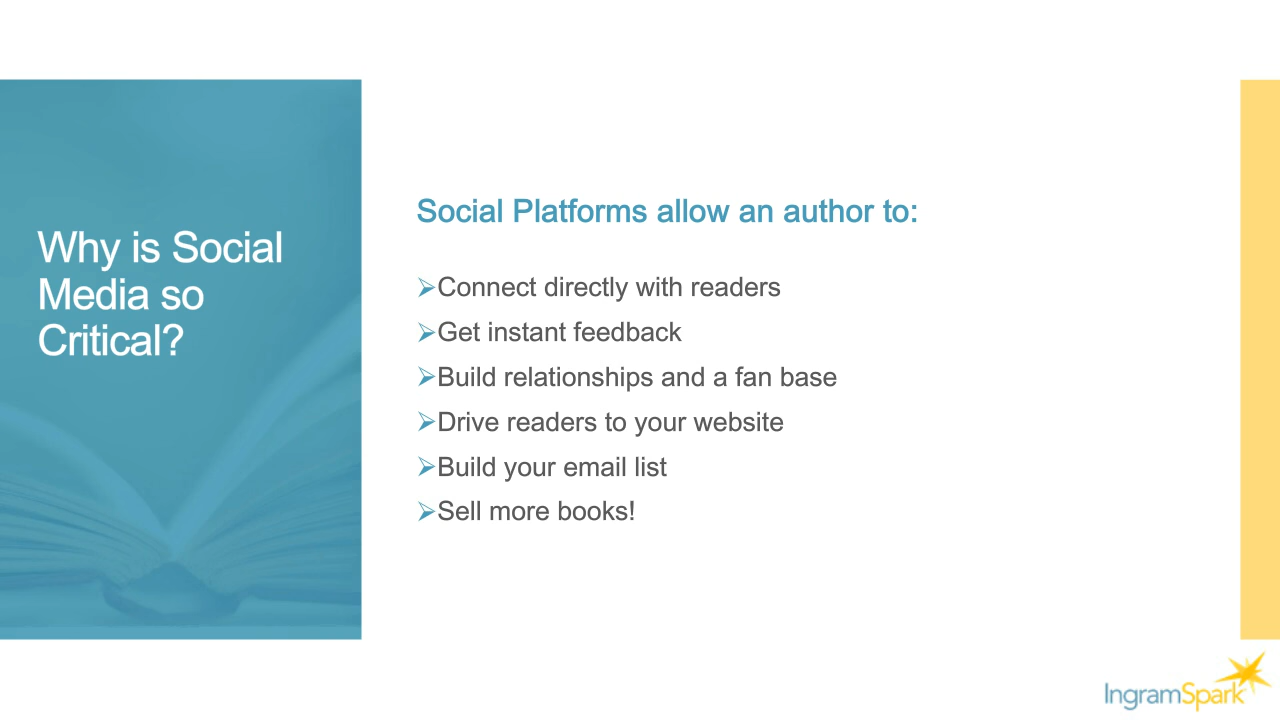 Why is Social
Media so
Critical?
Social Platforms allow an author to:
➢Connect directly with readers
➢Get instant feedback
➢Build relationships and a fan base
➢Drive readers to your website
➢Build your email list
➢Sell more books!
IngramSpark